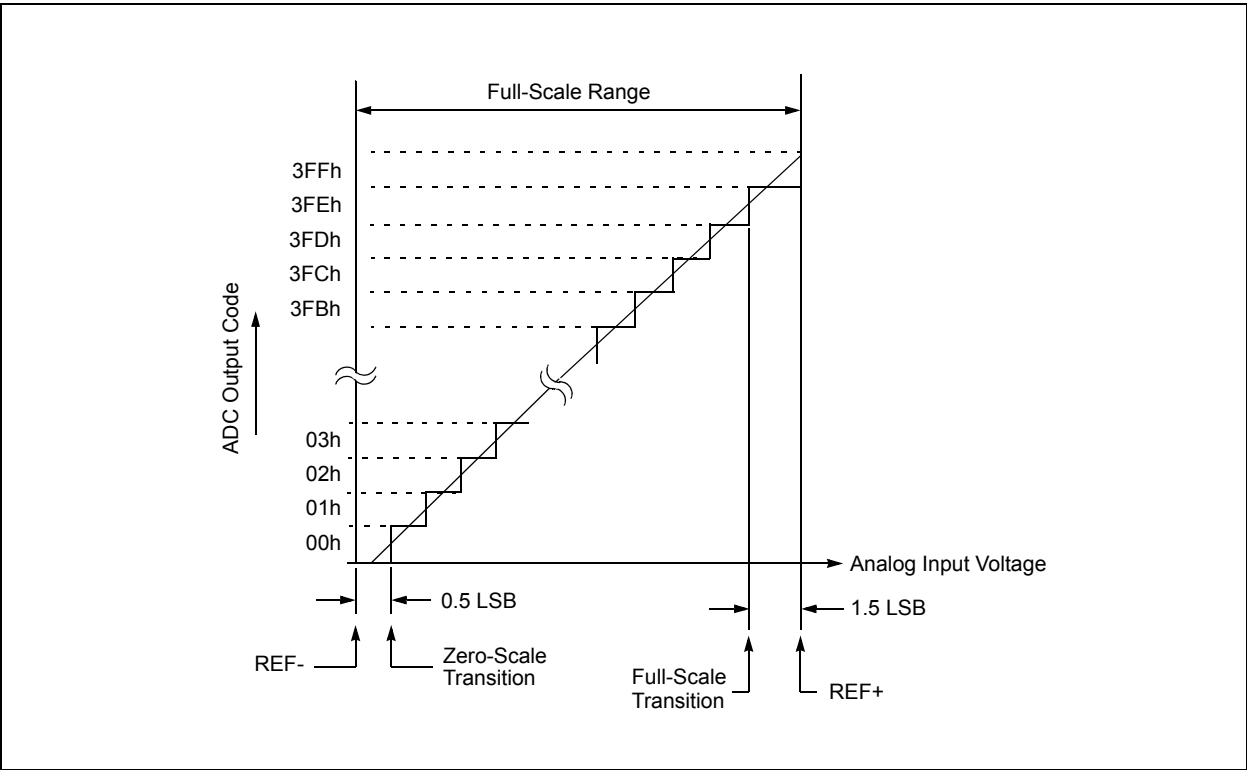 Full-Scale Range
3FFh
3FEh
3FDh
3FCh
3FBh
ADC Output Code
03h
02h
01h
00h
Analog Input Voltage
0.5 LSB
1.5 LSB
REF-
Zero-Scale
Transition
Full-Scale
Transition
REF+